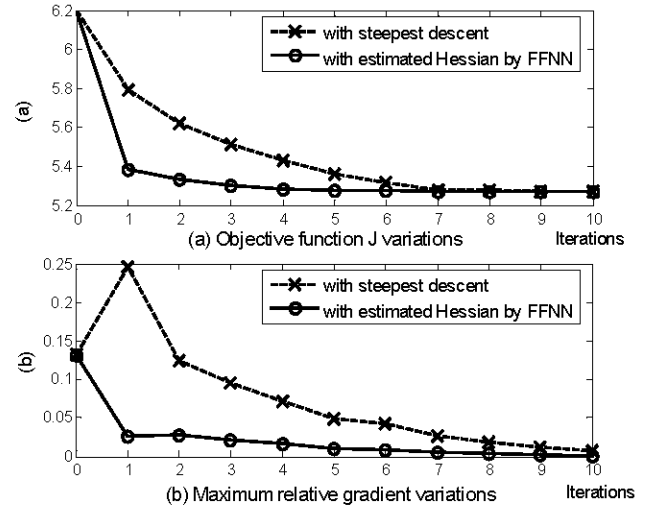 6.2
6
5.8
5.6
5.4
5.2
(a)
with steepest descent
with estimated Hessian by FFNN
0 1 2 3 4 5 6 7 8 9 10
(a) Objective function J variations Iterations
0.25
0.2
0.15
0.1
0.05
0
(b)
with steepest descent
with estimated Hessian by FFNN
0 1 2 3 4 5 6 7 8 9 10
(b) Maximum relative gradient variations Iterations